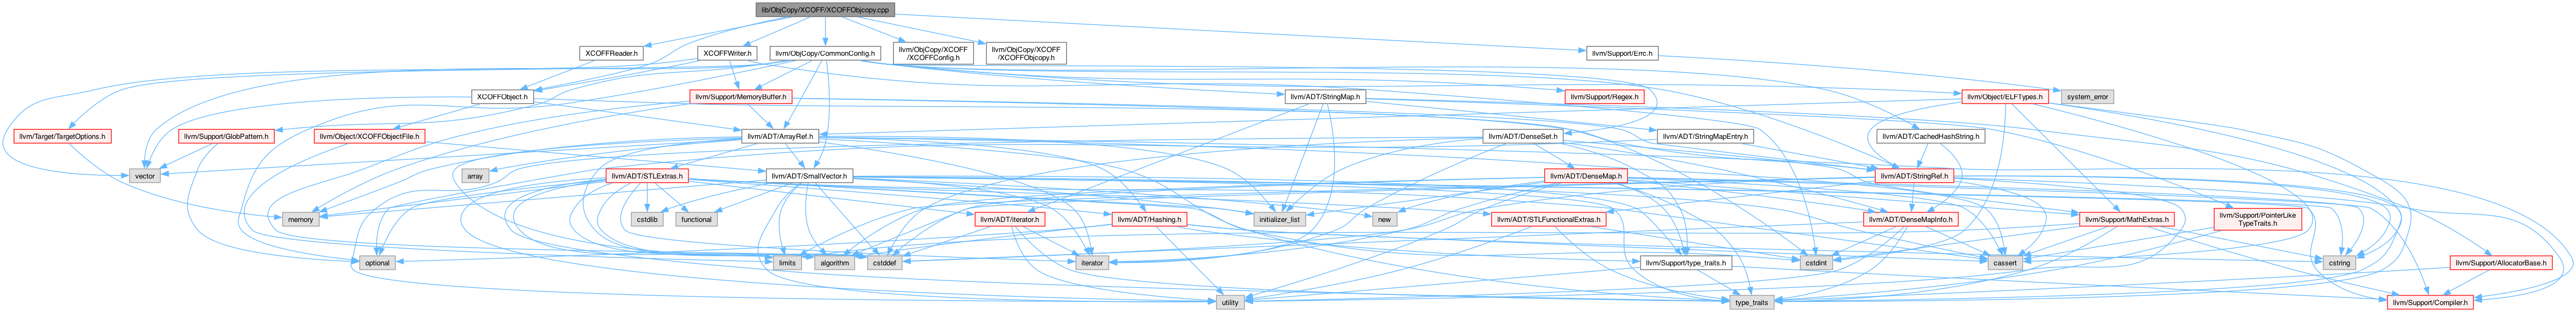 lib/ObjCopy/XCOFF/XCOFFObjcopy.cpp
XCOFFReader.h
XCOFFWriter.h
llvm/ObjCopy/CommonConfig.h
llvm/ObjCopy/XCOFF
/XCOFFConfig.h
llvm/ObjCopy/XCOFF
/XCOFFObjcopy.h
llvm/Support/Errc.h
XCOFFObject.h
llvm/Support/MemoryBuffer.h
llvm/ADT/StringMap.h
llvm/Support/Regex.h
llvm/Object/ELFTypes.h
system_error
llvm/Target/TargetOptions.h
llvm/Support/GlobPattern.h
llvm/Object/XCOFFObjectFile.h
llvm/ADT/ArrayRef.h
llvm/ADT/DenseSet.h
llvm/ADT/StringMapEntry.h
llvm/ADT/CachedHashString.h
vector
array
llvm/ADT/STLExtras.h
llvm/ADT/SmallVector.h
llvm/ADT/DenseMap.h
llvm/ADT/StringRef.h
memory
cstdlib
functional
llvm/ADT/iterator.h
llvm/ADT/Hashing.h
initializer_list
new
llvm/ADT/STLFunctionalExtras.h
llvm/ADT/DenseMapInfo.h
llvm/Support/MathExtras.h
llvm/Support/PointerLike
TypeTraits.h
optional
limits
algorithm
cstddef
iterator
llvm/Support/type_traits.h
cstdint
cassert
cstring
llvm/Support/AllocatorBase.h
utility
type_traits
llvm/Support/Compiler.h